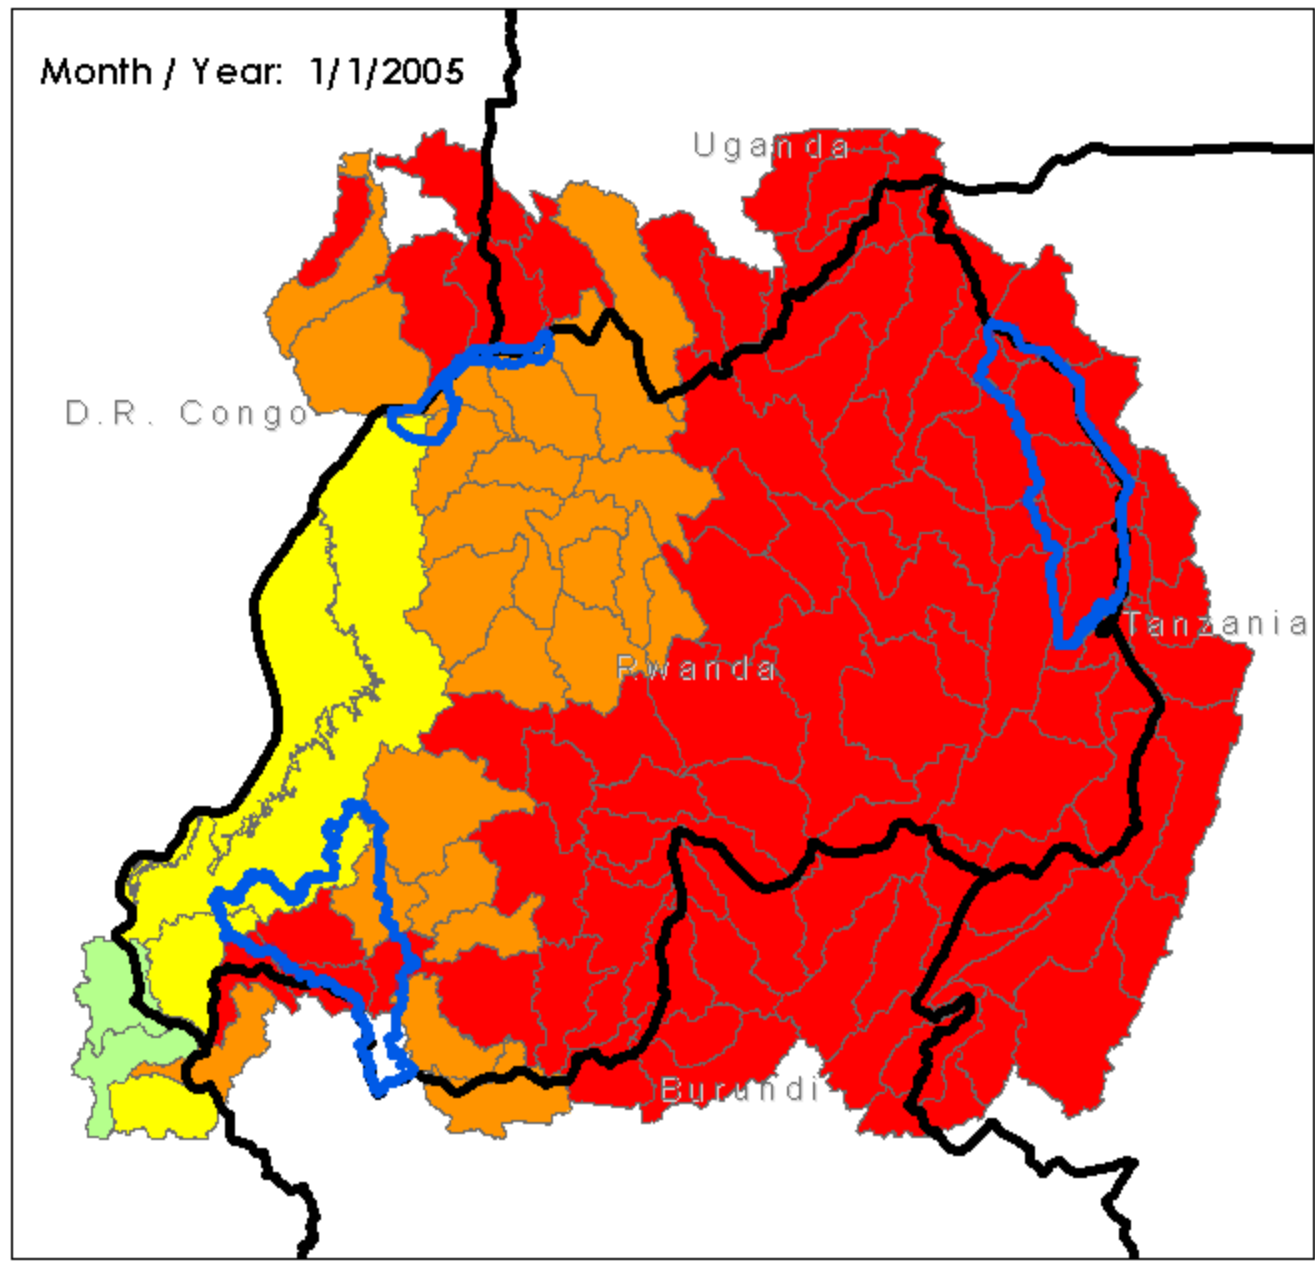 Month / Year: 1/1/2005
Uganda
D.R. Congo
Tanzania
Rwanda
Burundi